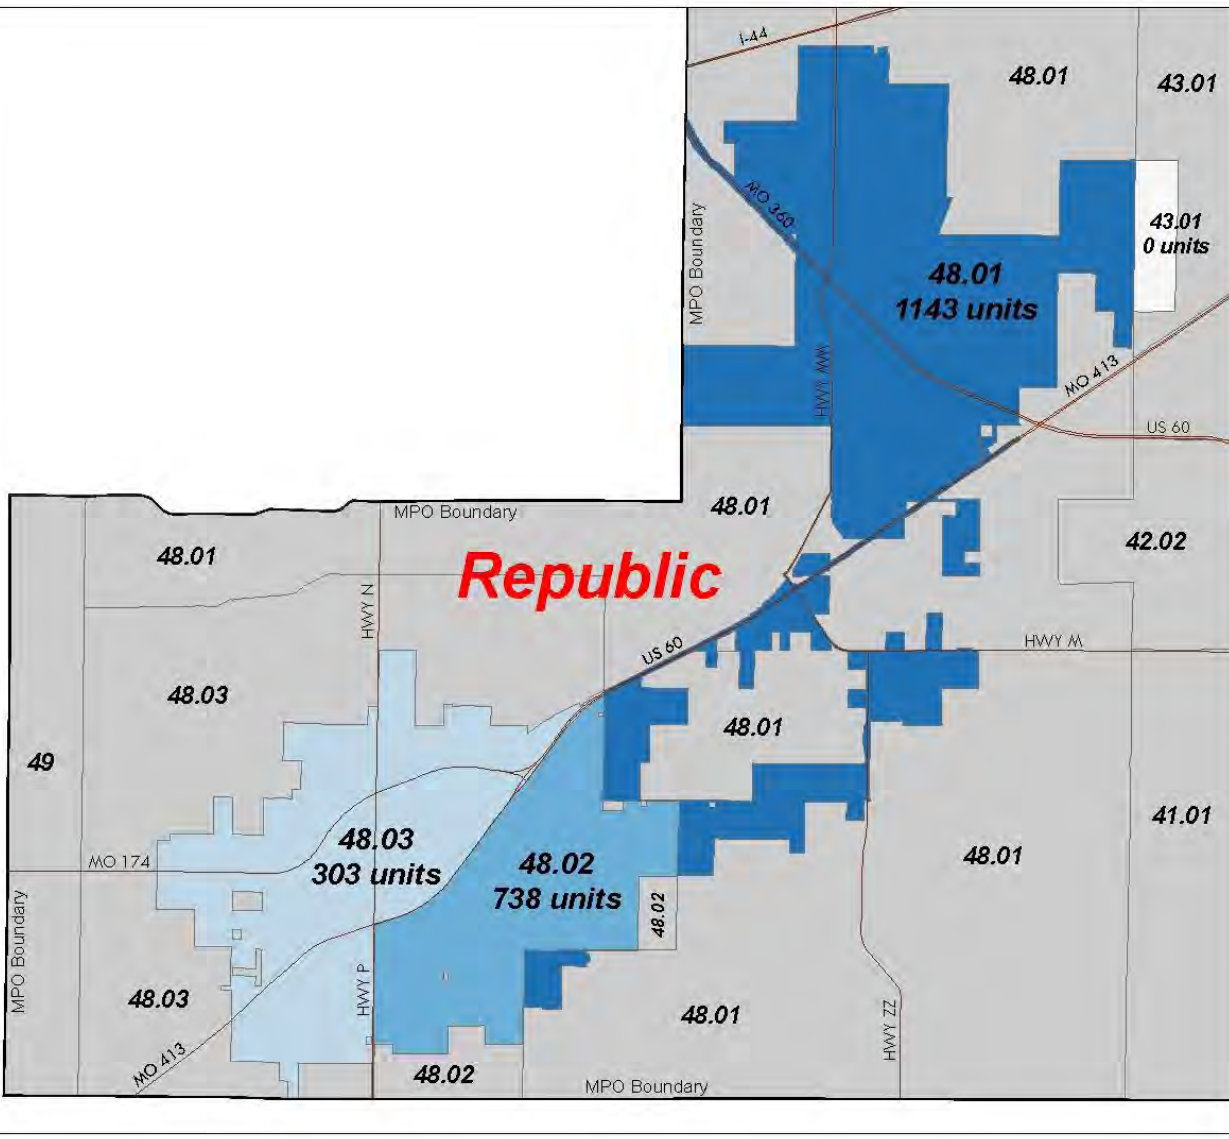 I-44
48.01
43.01
MPO Boundary
MO 360
43.01
0 units
48.01
1143 units
HWY MM
MO 413
US 60
48.01
MPO Boundary
48.01
42.02
Republic
HWY N
US 60
HWY M
48.03
48.01
49
41.01
48.03
303 units
MO 174
48.02
738 units
48.01
48.02
MPO Boundary
HWY P
48.03
48.01
HWY ZZ
MO 413
48.02
MPO Boundary